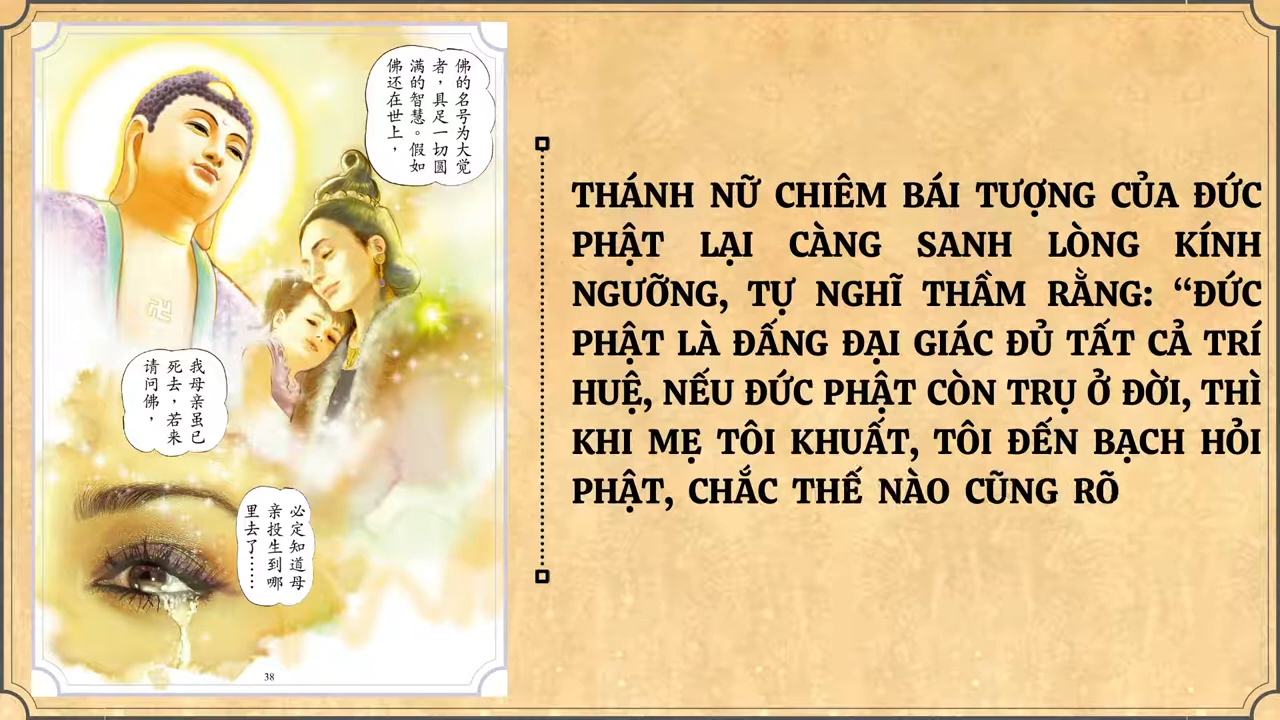 佛的名号为大觉
者，具足一切圆
满的智慧。假如
佛还在世上，
我母亲虽已
死去，若来
请问佛，
必定知道母
亲投生到哪
里去了……
卍
38
THÁNH NỮ CHIÊM BÁI TƯỢNG CỦA ĐỨC
PHẬT LẠI CÀNG SANH LÒNG KÍNH
NGƯỠNG, TỰ NGHĨ THẦM RẰNG: “ĐỨC
PHẬT LÀ ĐẤNG ĐẠI GIÁC ĐỦ TẤT CẢ TRÍ
HUỆ, NẾU ĐỨC PHẬT CÒN TRỤ Ở ĐỜI, THÌ
KHI MẸ TÔI KHUẤT, TÔI ĐẾN BẠCH HỎI
PHẬT, CHẮC THẾ NÀO CŨNG RÕ